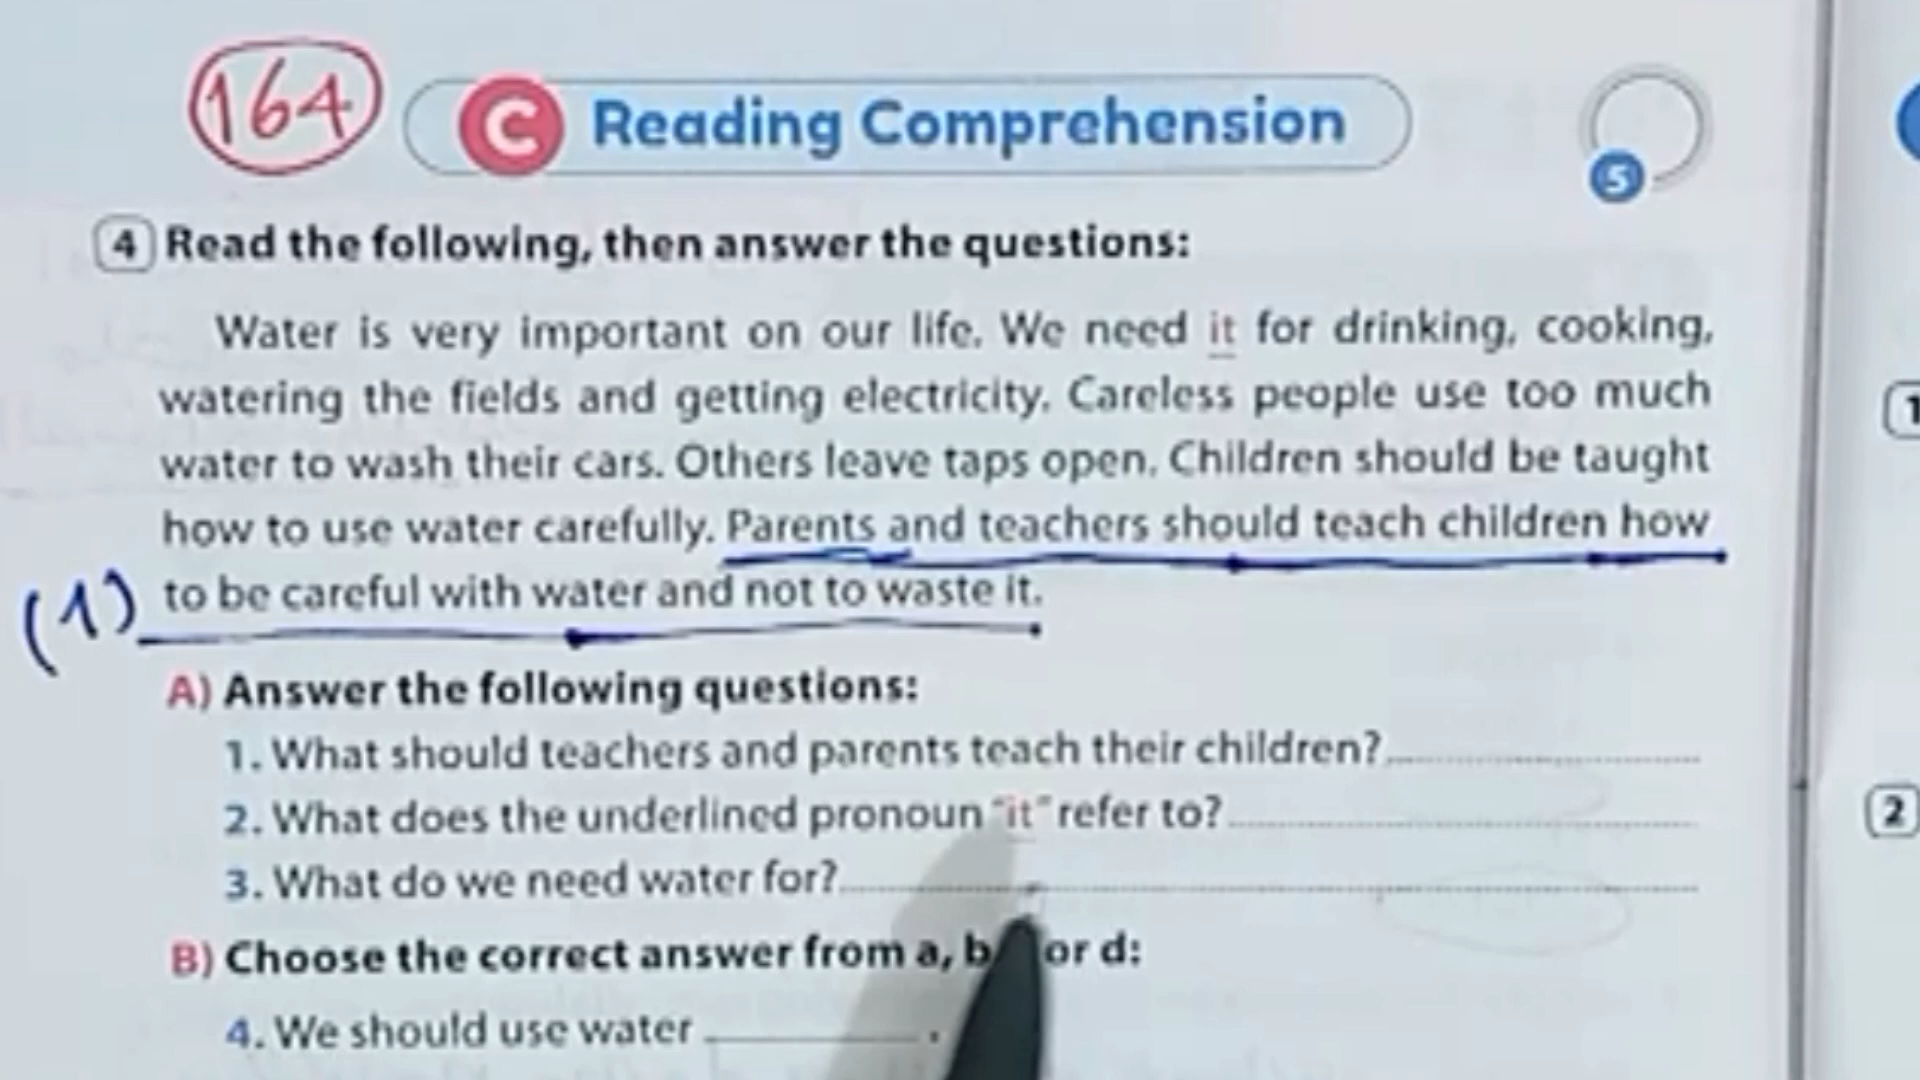 164
C Reading Comprehension
5
4 Read the following, then answer the questions:
Water is very important on our life. We need it for drinking, cooking,
watering the fields and getting electricity. Careless people use too much
water to wash their cars. Others leave taps open. Children should be taught
how to use water carefully. Parents and teachers should teach children how
(1) to be careful with water and not to waste it.
A) Answer the following questions:
1. What should teachers and parents teach their children?
2. What does the underlined pronoun "it" refer to?
3. What do we need water for?
B) Choose the correct answer from a, b or d:
4. We should use water .
1
2